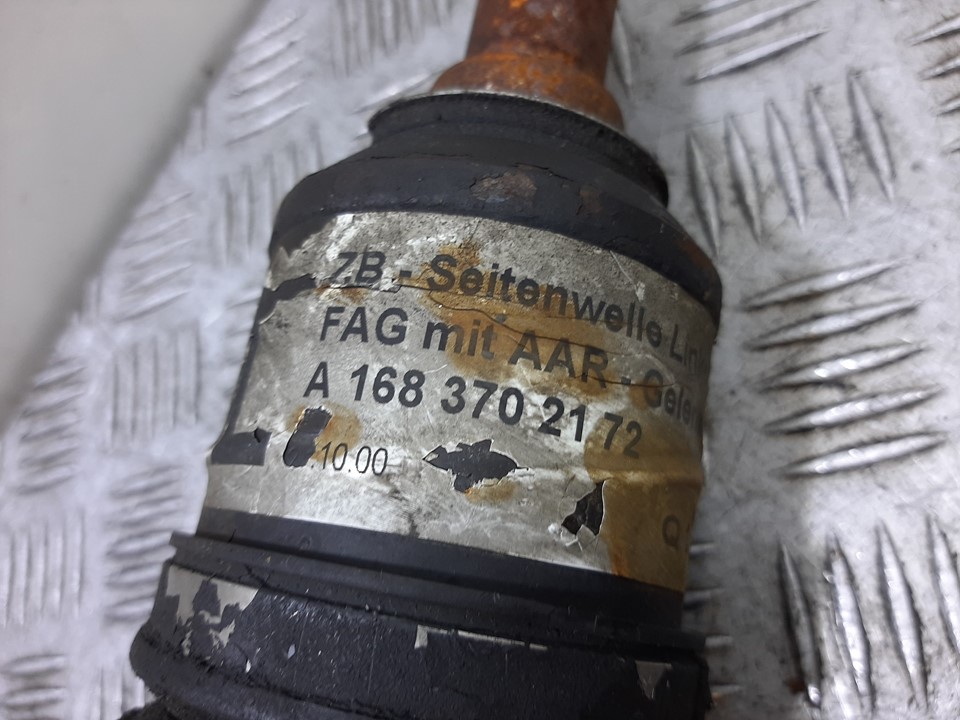 ZB - Seitenwelle
FAG mit AAR -
A 168 370 21 72
.10.00
Q